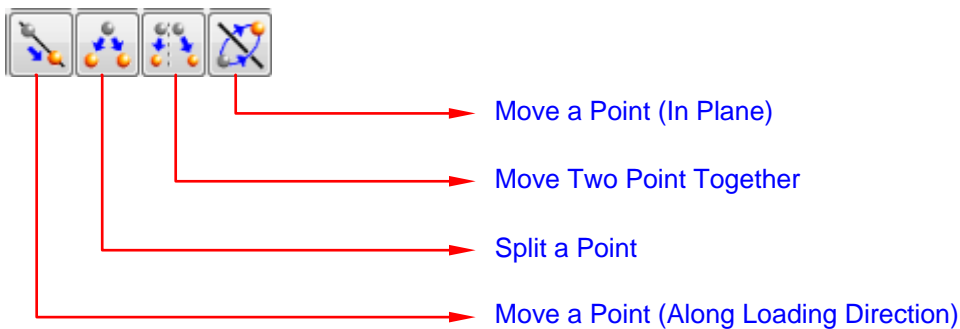 Move a Point (In Plane)
Move Two Point Together
Split a Point
Move a Point (Along Loading Direction)